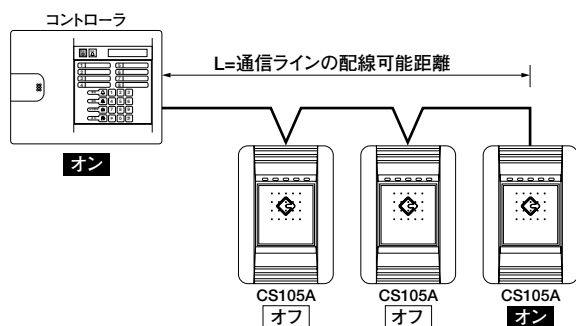 コントローラ
L=通信ラインの配線可能距離
オン
CS105A
オフ
CS105A
オフ
CS105A
オン